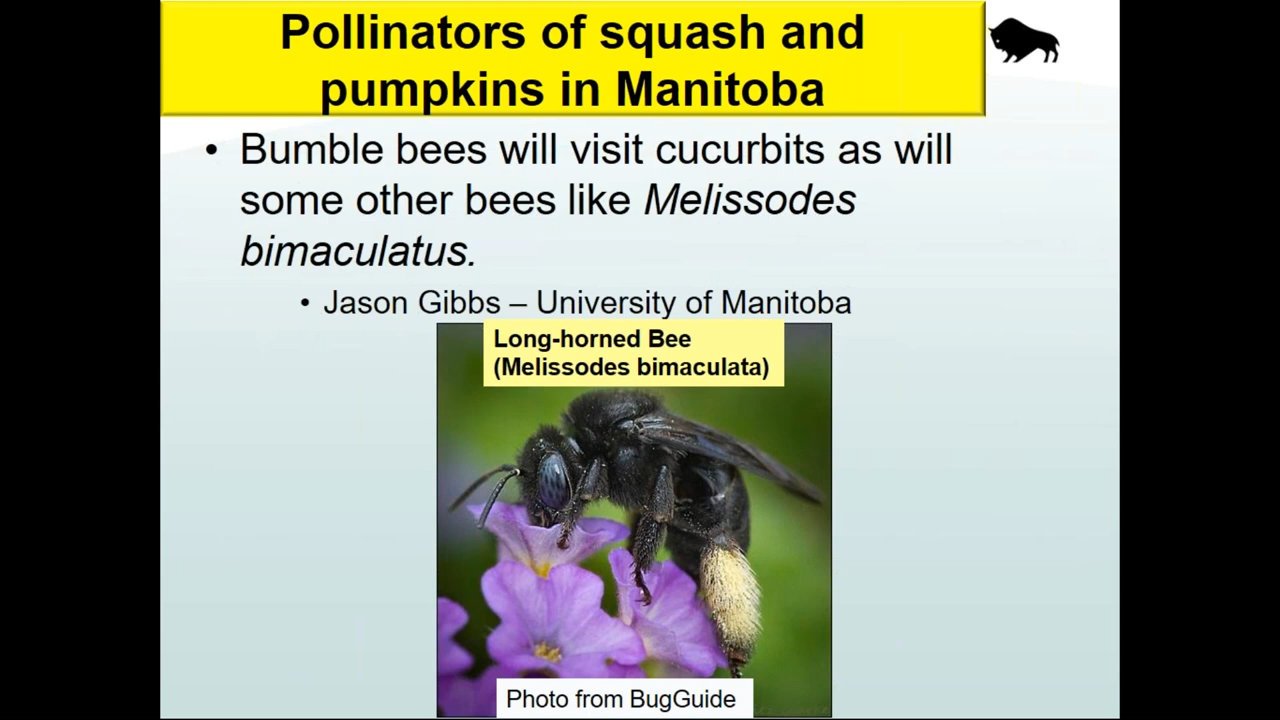 Pollinators of squash and
pumpkins in Manitoba
• Bumble bees will visit cucurbits as will
some other bees like Melissodes
bimaculatus.
• Jason Gibbs – University of Manitoba
Long-horned Bee
(Melissodes bimaculata)
Photo from BugGuide